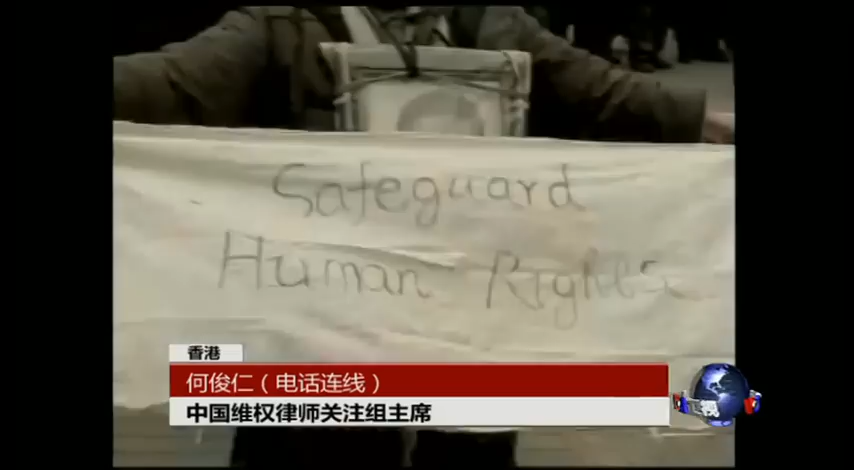 Safeguard
Human Rights
香港
何俊仁（电话连线）
中国维权律师关注组主席
视